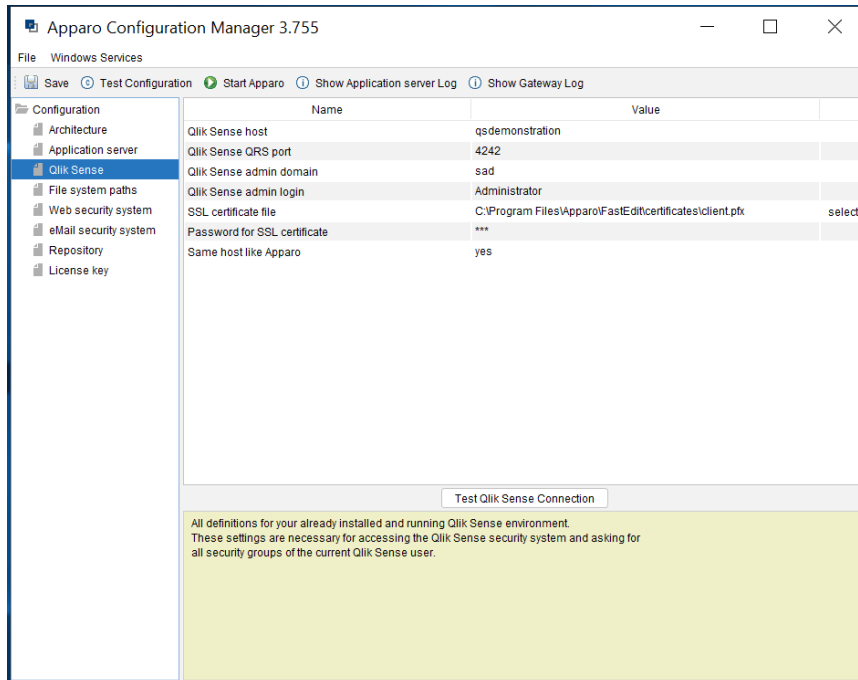 Apparo Configuration Manager 3.755
File Windows Services
Save Test Configuration Start Apparo Show Application server Log Show Gateway Log
Configuration
Architecture
Application server
Qlik Sense
File system paths
Web security system
eMail security system
Repository
License key
Name Value
Qlik Sense host qsdemonstration
Qlik Sense QRS port 4242
Qlik Sense admin domain sad
Qlik Sense admin login Administrator
SSL certificate file C:\Program Files\Apparo\FastEdit\certificates\client.pfx select
Password for SSL certificate ***
Same host like Apparo yes
Test Qlik Sense Connection
All definitions for your already installed and running Qlik Sense environment.
These settings are necessary for accessing the Qlik Sense security system and asking for
all security groups of the current Qlik Sense user.